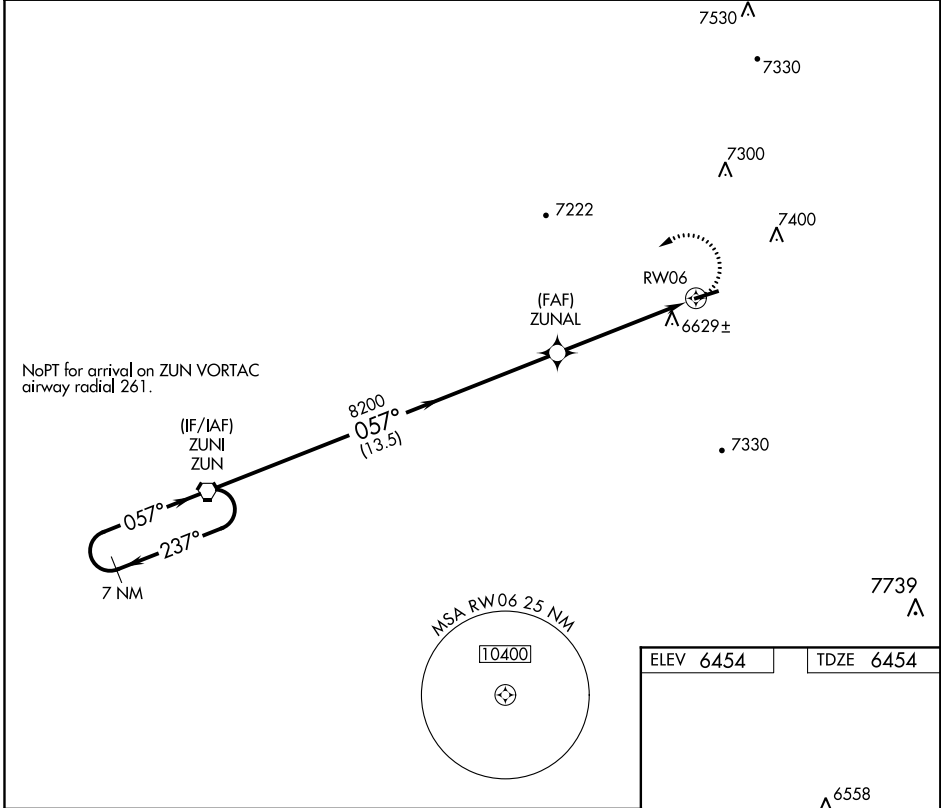 7530
7330
7300
7222
7400
RW06
(FAF)
ZUNAL
6629±
NoPT for arrival on ZUN VORTAC
airway radial 261.
8200
057°
(13.5)
(IF/IAF)
ZUNI
ZUN
7330
057°
237°
7 NM
7739
MSA RW06 25 NM
10400
ELEV 6454
TDZE 6454
6558